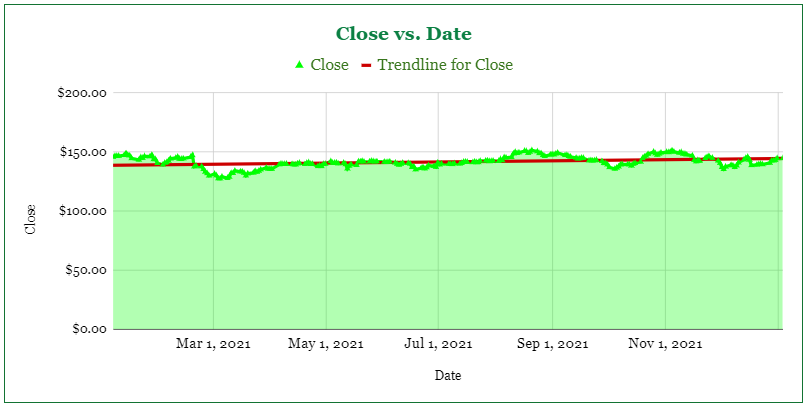 Close vs. Date
Close Trendline for Close
$200.00
$150.00
$100.00
$50.00
$0.00
Close
Mar 1, 2021 May 1, 2021 Jul 1, 2021 Sep 1, 2021 Nov 1, 2021
Date